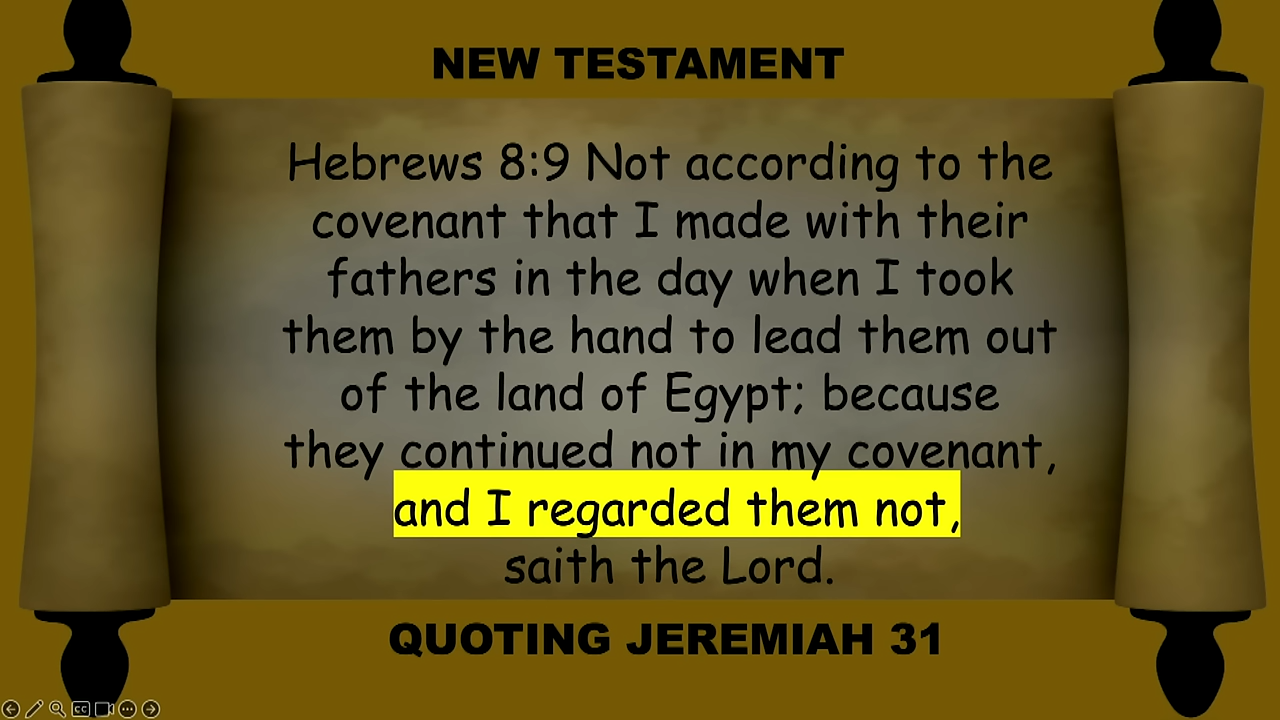 NEW TESTAMENT
Hebrews 8:9 Not according to the
covenant that I made with their
fathers in the day when I took
them by the hand to lead them out
of the land of Egypt; because
they continued not in my covenant,
and I regarded them not,
saith the Lord.
QUOTING JEREMIAH 31
CC